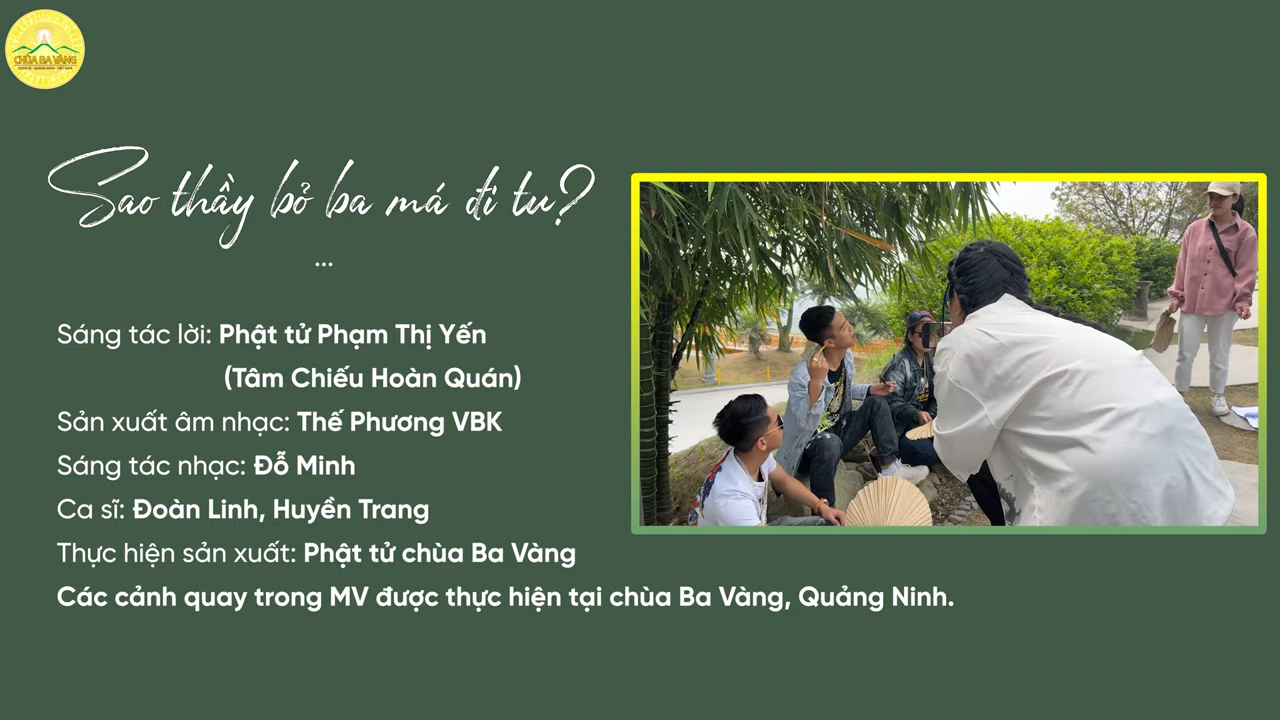 CHÙA BA VÀNG
Sao thầy bỏ ba má đi tu?
...
Sáng tác lời: Phật tử Phạm Thị Yến
(Tâm Chiếu Hoàn Quán)
Sản xuất âm nhạc: Thế Phương VBK
Sáng tác nhạc: Đỗ Minh
Ca sĩ: Đoàn Linh, Huyền Trang
Thực hiện sản xuất: Phật tử chùa Ba Vàng
Các cảnh quay trong MV được thực hiện tại chùa Ba Vàng, Quảng Ninh.